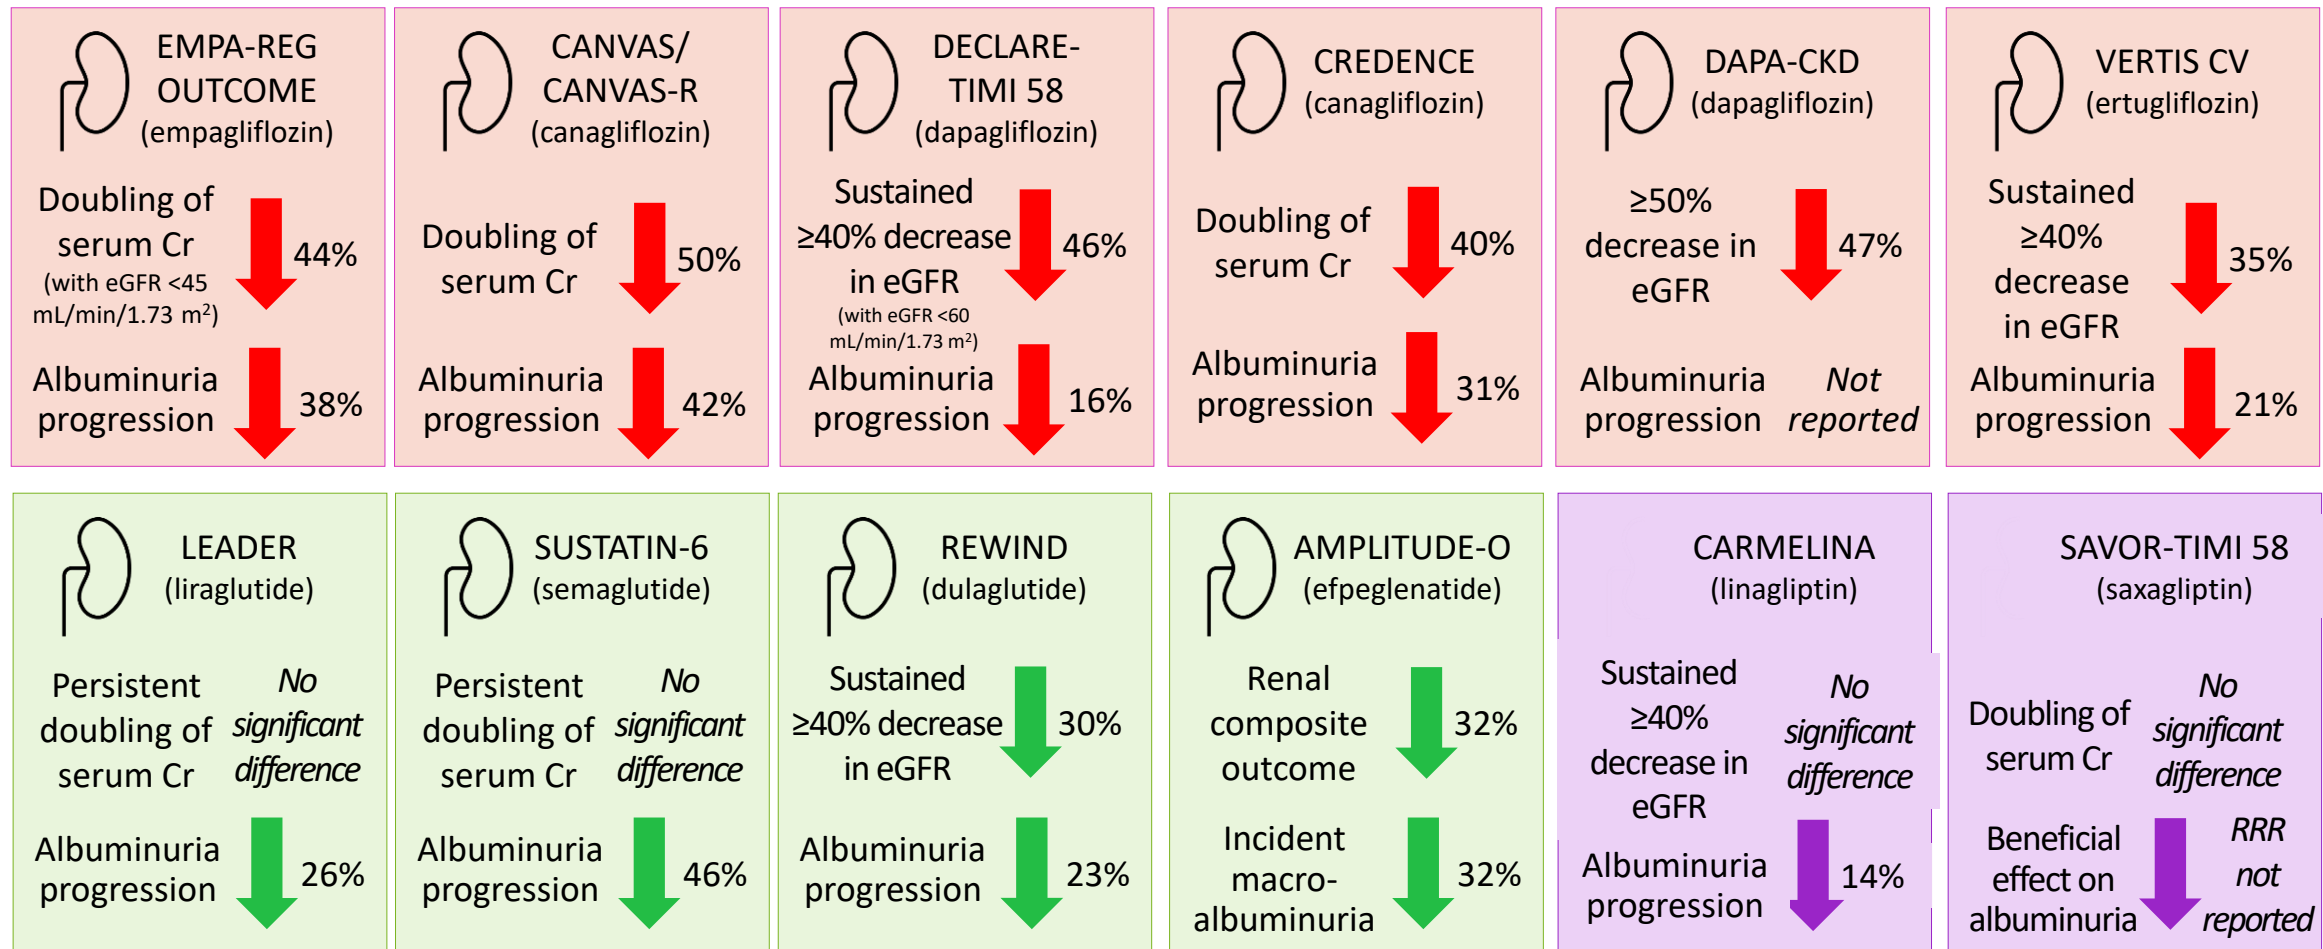 EMPA-REG
OUTCOME
(empagliflozin)
Doubling of
serum Cr
(with eGFR <45
mL/min/1.73 m²)
44%
Albuminuria
progression
38%
CANVAS/
CANVAS-R
(canagliflozin)
Doubling of
serum Cr
50%
Albuminuria
progression
42%
DECLARE-
TIMI 58
(dapagliflozin)
Sustained
≥40% decrease
in eGFR
(with eGFR <60
mL/min/1.73 m²)
46%
Albuminuria
progression
16%
CREDENCE
(canagliflozin)
Doubling of
serum Cr
40%
Albuminuria
progression
31%
DAPA-CKD
(dapagliflozin)
≥50%
decrease in
eGFR
47%
Albuminuria
progression
Not
reported
VERTIS CV
(ertugliflozin)
Sustained
≥40%
decrease
in eGFR
35%
Albuminuria
progression
21%
LEADER
(liraglutide)
Persistent
doubling of
serum Cr
No
significant
difference
Albuminuria
progression
26%
SUSTATIN-6
(semaglutide)
Persistent
doubling of
serum Cr
No
significant
difference
Albuminuria
progression
46%
REWIND
(dulaglutide)
Sustained
≥40% decrease
in eGFR
30%
Albuminuria
progression
23%
AMPLITUDE-O
(efpeglenatide)
Renal
composite
outcome
32%
Incident
macro-
albuminuria
32%
CARMELINA
(linagliptin)
Sustained
≥40%
decrease in
eGFR
No
significant
difference
Albuminuria
progression
14%
SAVOR-TIMI 58
(saxagliptin)
Doubling of
serum Cr
No
significant
difference
Beneficial
effect on
albuminuria
RRR
not
reported